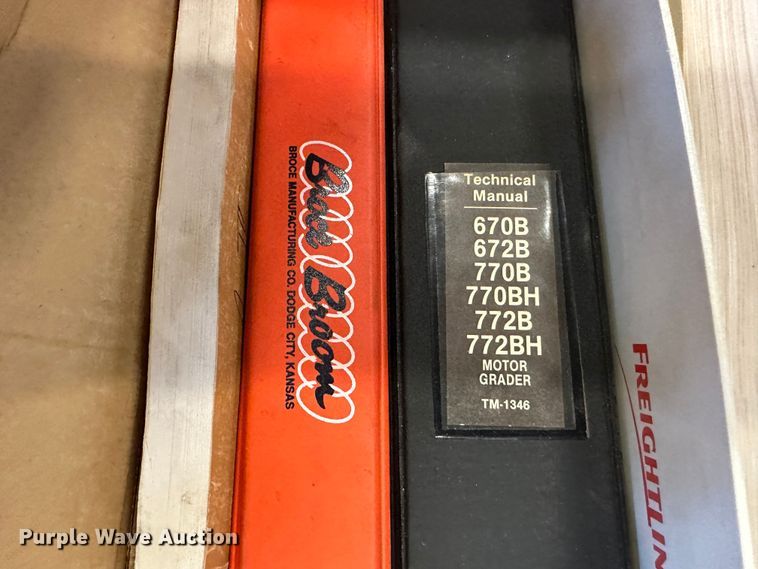 Broce Broom
BROCE MANUFACTURING CO. DODGE CITY, KANSAS
Technical
Manual
670B
672B
770B
770BH
772B
772BH
MOTOR
GRADER
TM-1346
FREIGHTLIN
Purple Wave Auction